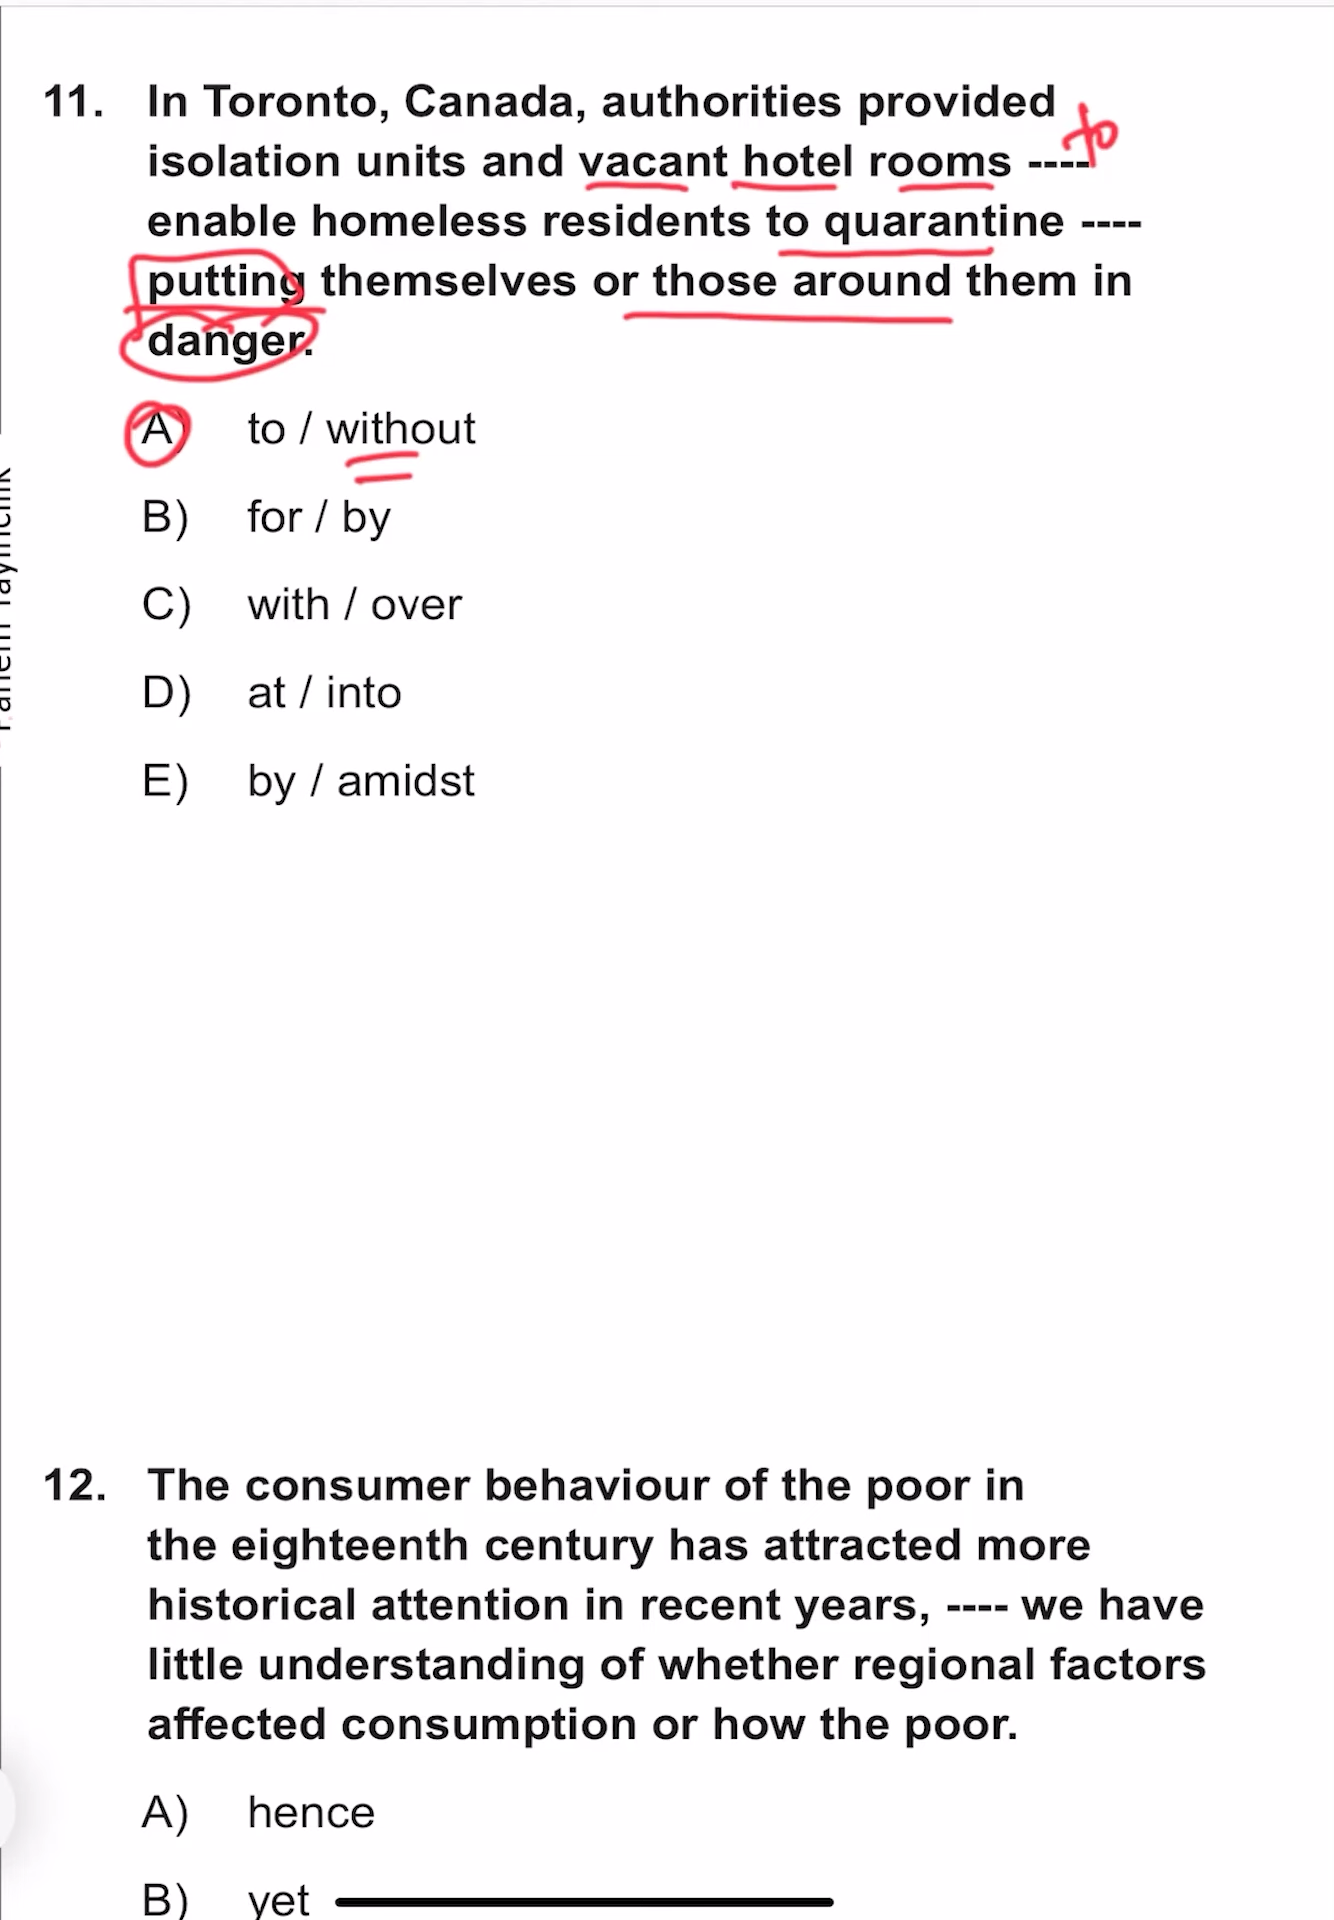 11. In Toronto, Canada, authorities provided
to
isolation units and vacant hotel rooms ----
enable homeless residents to quarantine ----
putting themselves or those around them in
danger.
A) to / without
B) for / by
C) with / over
D) at / into
E) by / amidst
12. The consumer behaviour of the poor in
the eighteenth century has attracted more
historical attention in recent years, ---- we have
little understanding of whether regional factors
affected consumption or how the poor.
A) hence
B) yet